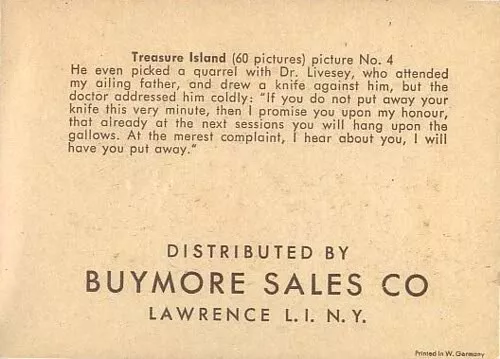 Treasure Island (60 pictures) picture No. 4
He even picked a quarrel with Dr. Livesey, who attended
my ailing father, and drew a knife against him, but the
doctor addressed him coldly: "If you do not put away your
knife this very minute, then I promise you upon my honour,
that already at the next sessions you will hang upon the
gallows. At the merest complaint, I hear about you, I will
have you put away."
DISTRIBUTED BY
BUYMORE SALES CO
LAWRENCE L. I. N. Y.
Printed in W. Germany